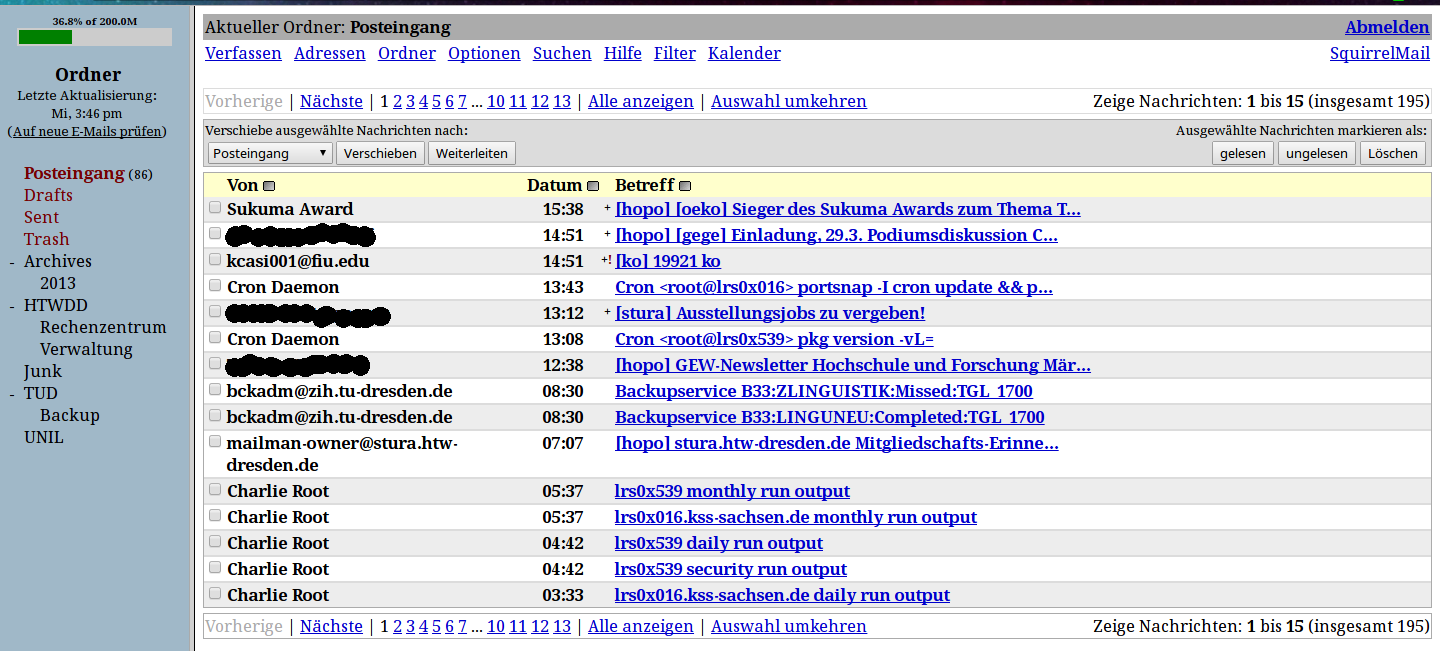 36.8% of 200.0M
Ordner
Letzte Aktualisierung:
Mi, 3:46 pm
(Auf neue E-Mails prüfen)
Posteingang (86)
Drafts
Sent
Trash
- Archives
2013
- HTWDD
Rechenzentrum
Verwaltung
Junk
- TUD
Backup
UNIL
Aktueller Ordner: Posteingang Abmelden
Verfassen Adressen Ordner Optionen Suchen Hilfe Filter Kalender SquirrelMail
Vorherige | Nächste | 1 2 3 4 5 6 7 ... 10 11 12 13 | Alle anzeigen | Auswahl umkehren Zeige Nachrichten: 1 bis 15 (insgesamt 195)
Verschiebe ausgewählte Nachrichten nach: Ausgewählte Nachrichten markieren als:
Posteingang Verschieben Weiterleiten gelesen ungelesen Löschen
Von Datum Betreff
Sukuma Award 15:38 + [hopo] [oeko] Sieger des Sukuma Awards zum Thema T...
14:51 + [hopo] [gege] Einladung, 29.3. Podiumsdiskussion C...
kcasi001@fiu.edu 14:51 +! [ko] 19921 ko
Cron Daemon 13:43 Cron <root@lrs0x016> portsnap -I cron update && p...
13:12 + [stura] Ausstellungsjobs zu vergeben!
Cron Daemon 13:08 Cron <root@lrs0x539> pkg version -vL=
12:38 [hopo] GEW-Newsletter Hochschule und Forschung Mär...
bckadm@zih.tu-dresden.de 08:30 Backupservice B33:ZLINGUISTIK:Missed:TGL_1700
bckadm@zih.tu-dresden.de 08:30 Backupservice B33:LINGUNEU:Completed:TGL_1700
mailman-owner@stura.htw- 07:07 [hopo] stura.htw-dresden.de Mitgliedschafts-Erinne...
dresden.de
Charlie Root 05:37 lrs0x539 monthly run output
Charlie Root 05:37 lrs0x016.kss-sachsen.de monthly run output
Charlie Root 04:42 lrs0x539 daily run output
Charlie Root 04:42 lrs0x539 security run output
Charlie Root 03:33 lrs0x016.kss-sachsen.de daily run output
Vorherige | Nächste | 1 2 3 4 5 6 7 ... 10 11 12 13 | Alle anzeigen | Auswahl umkehren Zeige Nachrichten: 1 bis 15 (insgesamt 195)